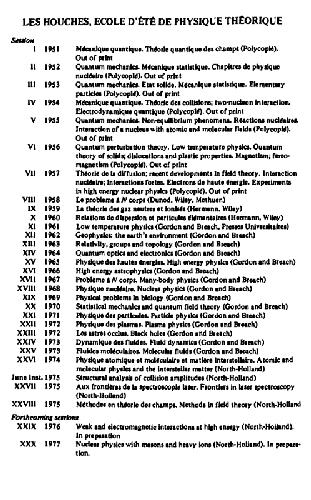 LES HOUCHES, ECOLE D'ÉTÉ DE PHYSIQUE THÉORIQUE
Session
I 1951 Mécanique quantique. Théorie quantique des champs (Polycopié).
Out of print
II 1952 Quantum mechanics. Mécanique statistique. Chapitres de physique
nucléaire (Polycopié). Out of print
III 1953 Quantum mechanics. Etat solide. Mécanique statistique. Elementary
particles (Polycopié). Out of print
IV 1954 Mécanique quantique. Théorie des collisions; two-nucleon interaction.
Electrodynamique quantique (Polycopié). Out of print
V 1955 Quantum mechanics. Non-equilibrium phenomena. Réactions nucléaires.
Interaction of a nucleus with atomic and molecular fields (Polycopié).
Out of print
VI 1956 Quantum perturbation theory. Low temperature physics. Quantum
theory of solids; dislocations and plastic properties. Magnetism; ferro-
magnetism (Polycopié). Out of print
VII 1957 Théorie de la diffusion; recent developments in field theory. Interaction
nucléaire; interactions fortes. Electrons de haute énergie. Experiments
in high energy nuclear physics (Polycopié). Out of print
VIII 1958 Le problème à N corps (Dunod, Wiley, Methuen)
IX 1959 La théorie des gaz neutres et ionisés (Hermann, Wiley)
X 1960 Relations de dispersion et particules élémentaires (Hermann, Wiley)
XI 1961 Low temperature physics (Gordon and Breach, Presses Universitaires)
XII 1962 Geophysics: the earth's environment (Gordon and Breach)
XIII 1963 Relativity, groups and topology (Gordon and Breach)
XIV 1964 Quantum optics and electronics (Gordon and Breach)
XV 1965 Physique des hautes énergies. High energy physics (Gordon and Breach)
XVI 1966 High energy astrophysics (Gordon and Breach)
XVII 1967 Problème à N corps. Many-body physics (Gordon and Breach)
XVIII 1968 Physique nucléaire. Nuclear physics (Gordon and Breach)
XIX 1969 Physical problems in biology (Gordon and Breach)
XX 1970 Statistical mechanics and quantum field theory (Gordon and Breach)
XXI 1971 Physique des particules. Particle physics (Gordon and Breach)
XXII 1972 Physique des plasmas. Plasma physics (Gordon and Breach)
XXIII 1972 Les astres occlus. Black holes (Gordon and Breach)
XXIV 1973 Dynamique des fluides. Fluid dynamics (Gordon and Breach)
XXV 1973 Fluides moléculaires. Molecular fluids (Gordon and Breach)
XXVI 1974 Physique atomique et moléculaire et matière interstellaire. Atomic and
molecular physics and the interstellar matter (North-Holland)
June Inst. 1975 Structural analysis of collision amplitudes (North-Holland)
XXVII 1975 Aux frontières de la spectroscopie laser. Frontiers in laser spectroscopy
(North-Holland)
XXVIII 1975 Méthodes en théorie des champs. Methods in field theory (North-Holland)
Forthcoming sessions
XXIX 1976 Weak and electromagnetic interactions at high energy (North-Holland).
In preparation
XXX 1977 Nuclear physics with mesons and heavy ions (North-Holland). In prepara-
tion.